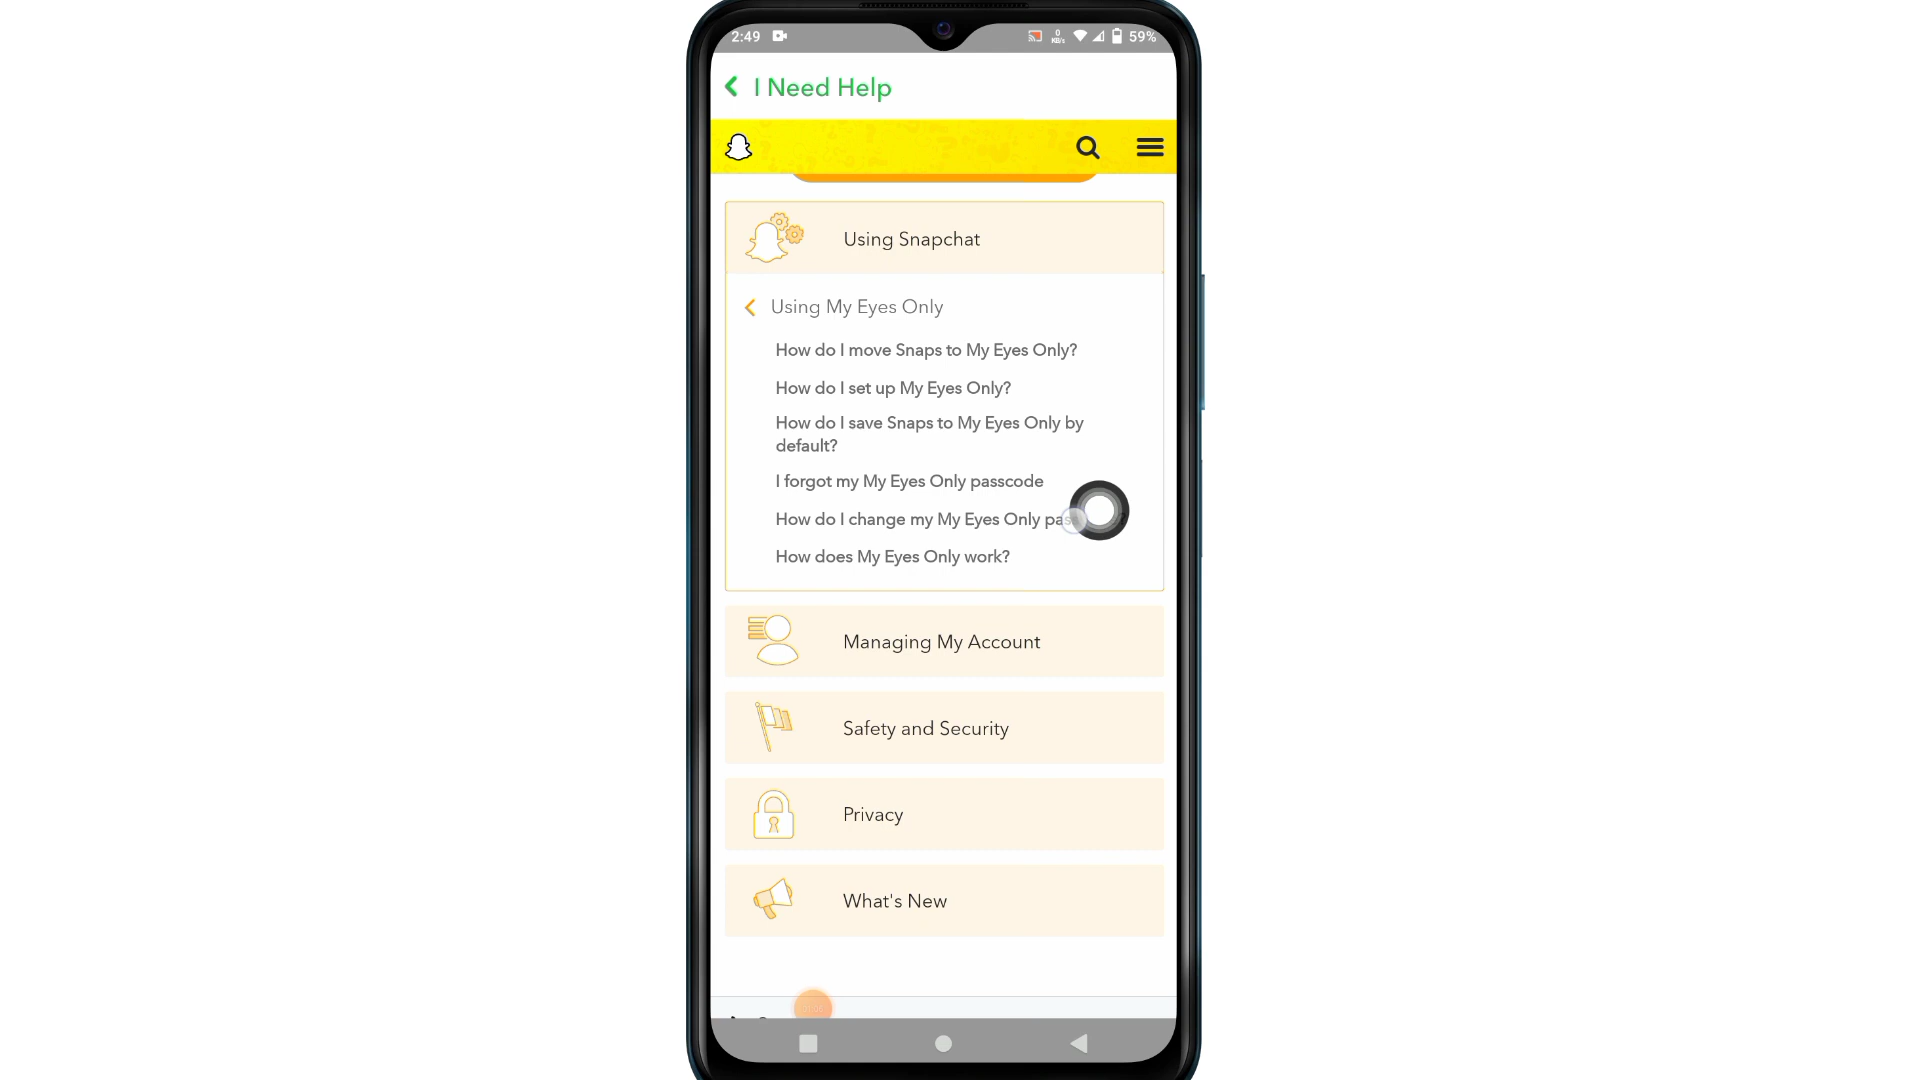 2:49
0
KB/s
59%
I Need Help
Using Snapchat
Using My Eyes Only
How do I move Snaps to My Eyes Only?
How do I set up My Eyes Only?
How do I save Snaps to My Eyes Only by
default?
I forgot my My Eyes Only passcode
How do I change my My Eyes Only pas
How does My Eyes Only work?
Managing My Account
Safety and Security
Privacy
What's New